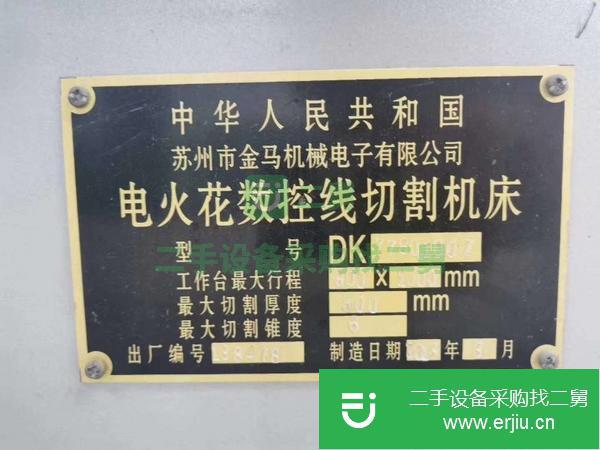 中华人民共和国
苏州市金马机械电子有限公司
电火花数控线切割机床
型号 DK
二手设备采购找二舅
工作台最大行程 mm
最大切割厚度 mm
最大切割锥度 6
出厂编号 制造日期 年 月
二手设备采购找二舅
www.erjiu.cn